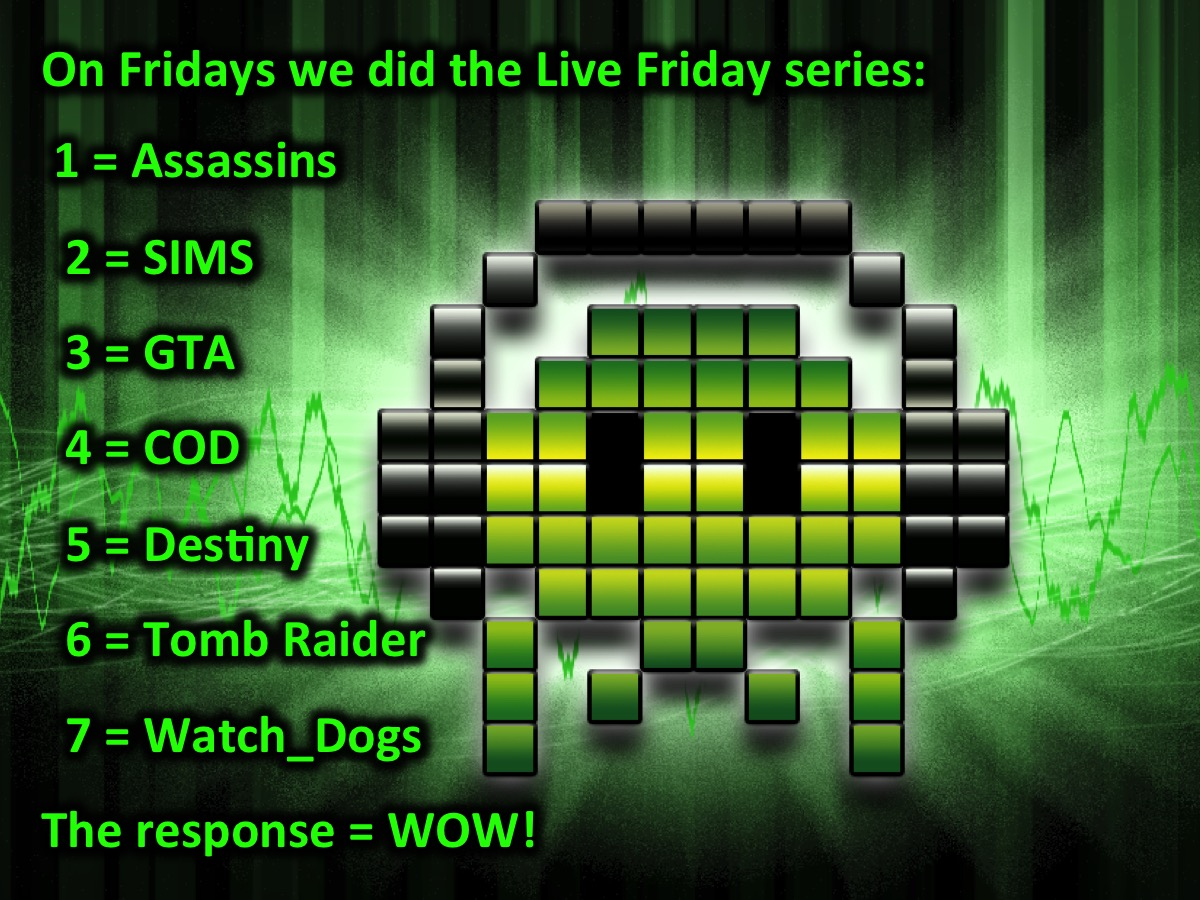 On Fridays we did the Live Friday series:
1 = Assassins
2 = SIMS
3 = GTA
4 = COD
5 = Destiny
6 = Tomb Raider
7 = Watch_Dogs
The response = WOW!